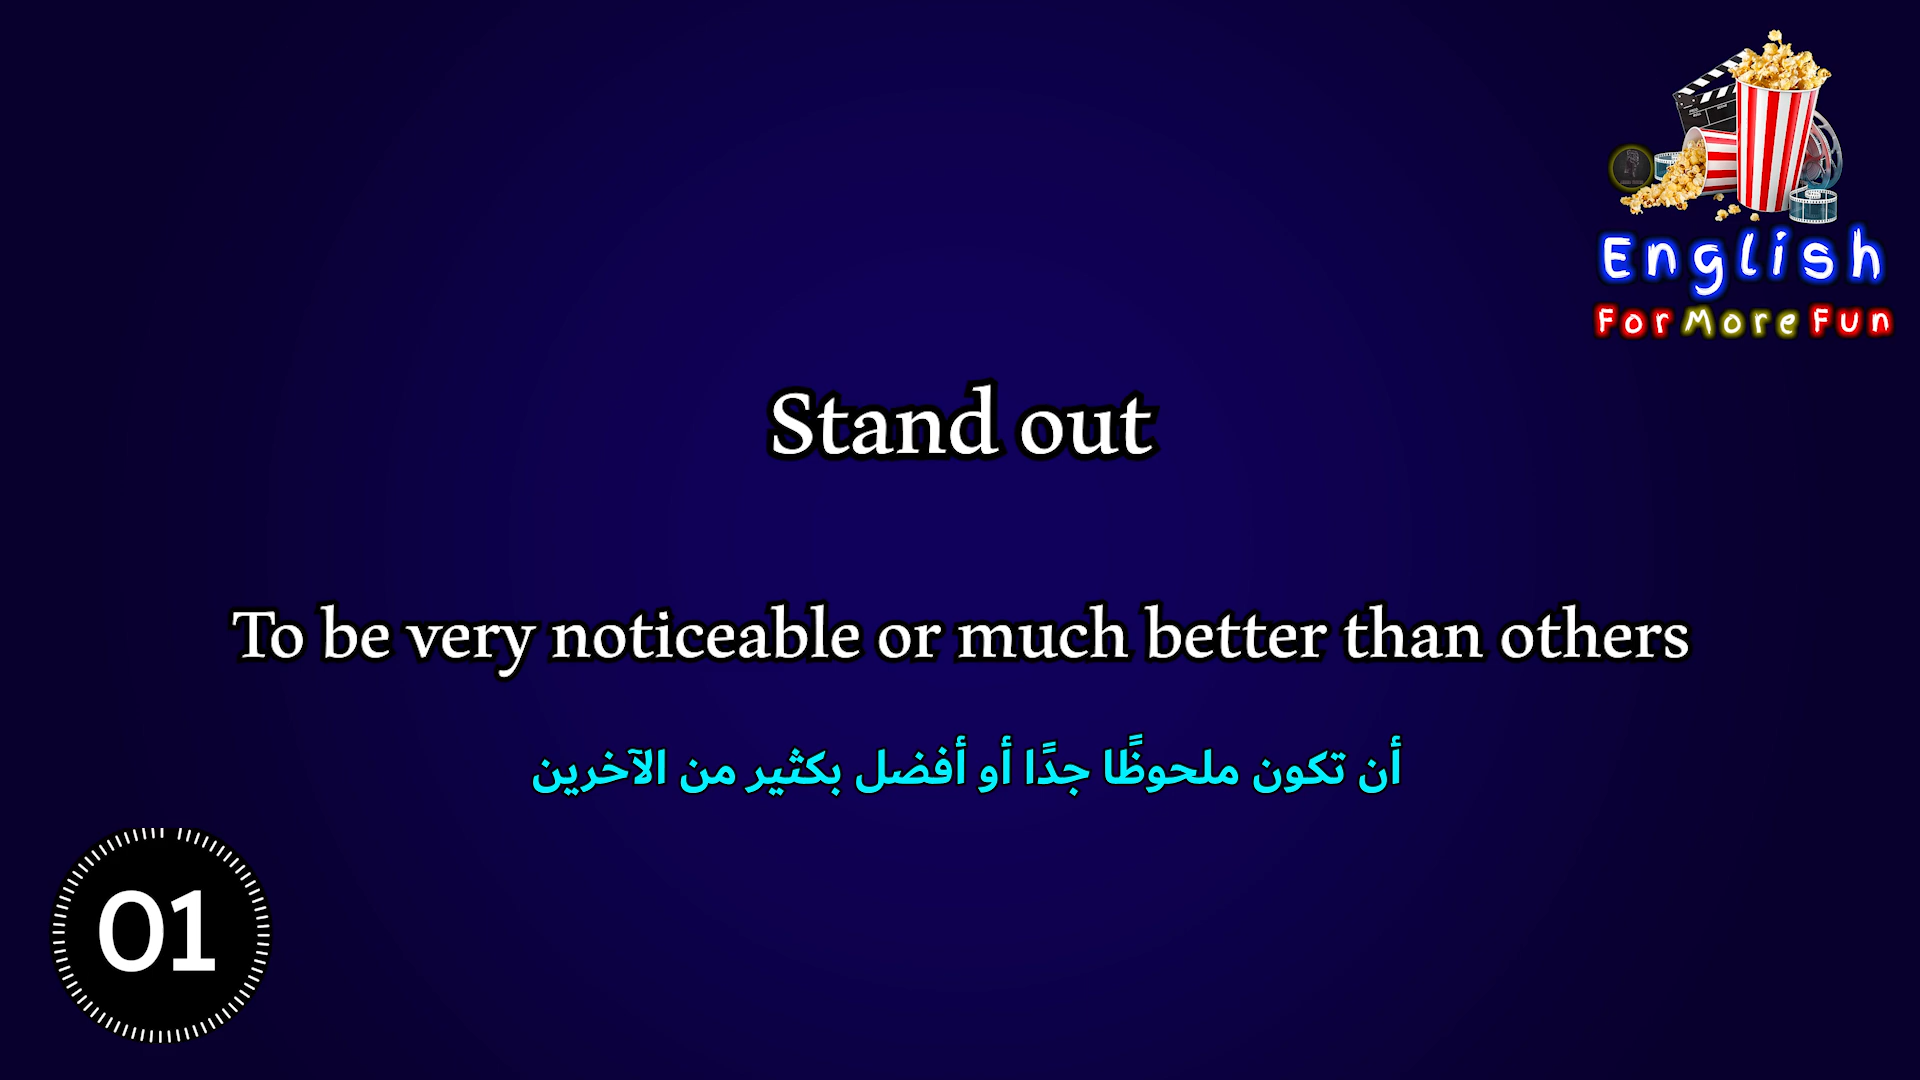 English
For More Fun
Stand out
To be very noticeable or much better than others
أن تكون ملحوظًا جدًا أو أفضل بكثير من الآخرين
01